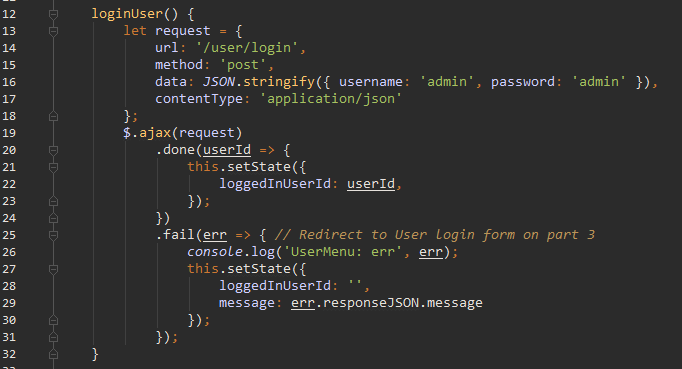 12 loginUser() {
13 let request = {
14 url: '/user/login',
15 method: 'post',
16 data: JSON.stringify({ username: 'admin', password: 'admin' }),
17 contentType: 'application/json'
18 };
19 $.ajax(request)
20 .done(userId => {
21 this.setState({
22 loggedInUserId: userId,
23 });
24 })
25 .fail(err => { // Redirect to User login form on part 3
26 console.log('UserMenu: err', err);
27 this.setState({
28 loggedInUserId: '',
29 message: err.responseJSON.message
30 });
31 });
32 }